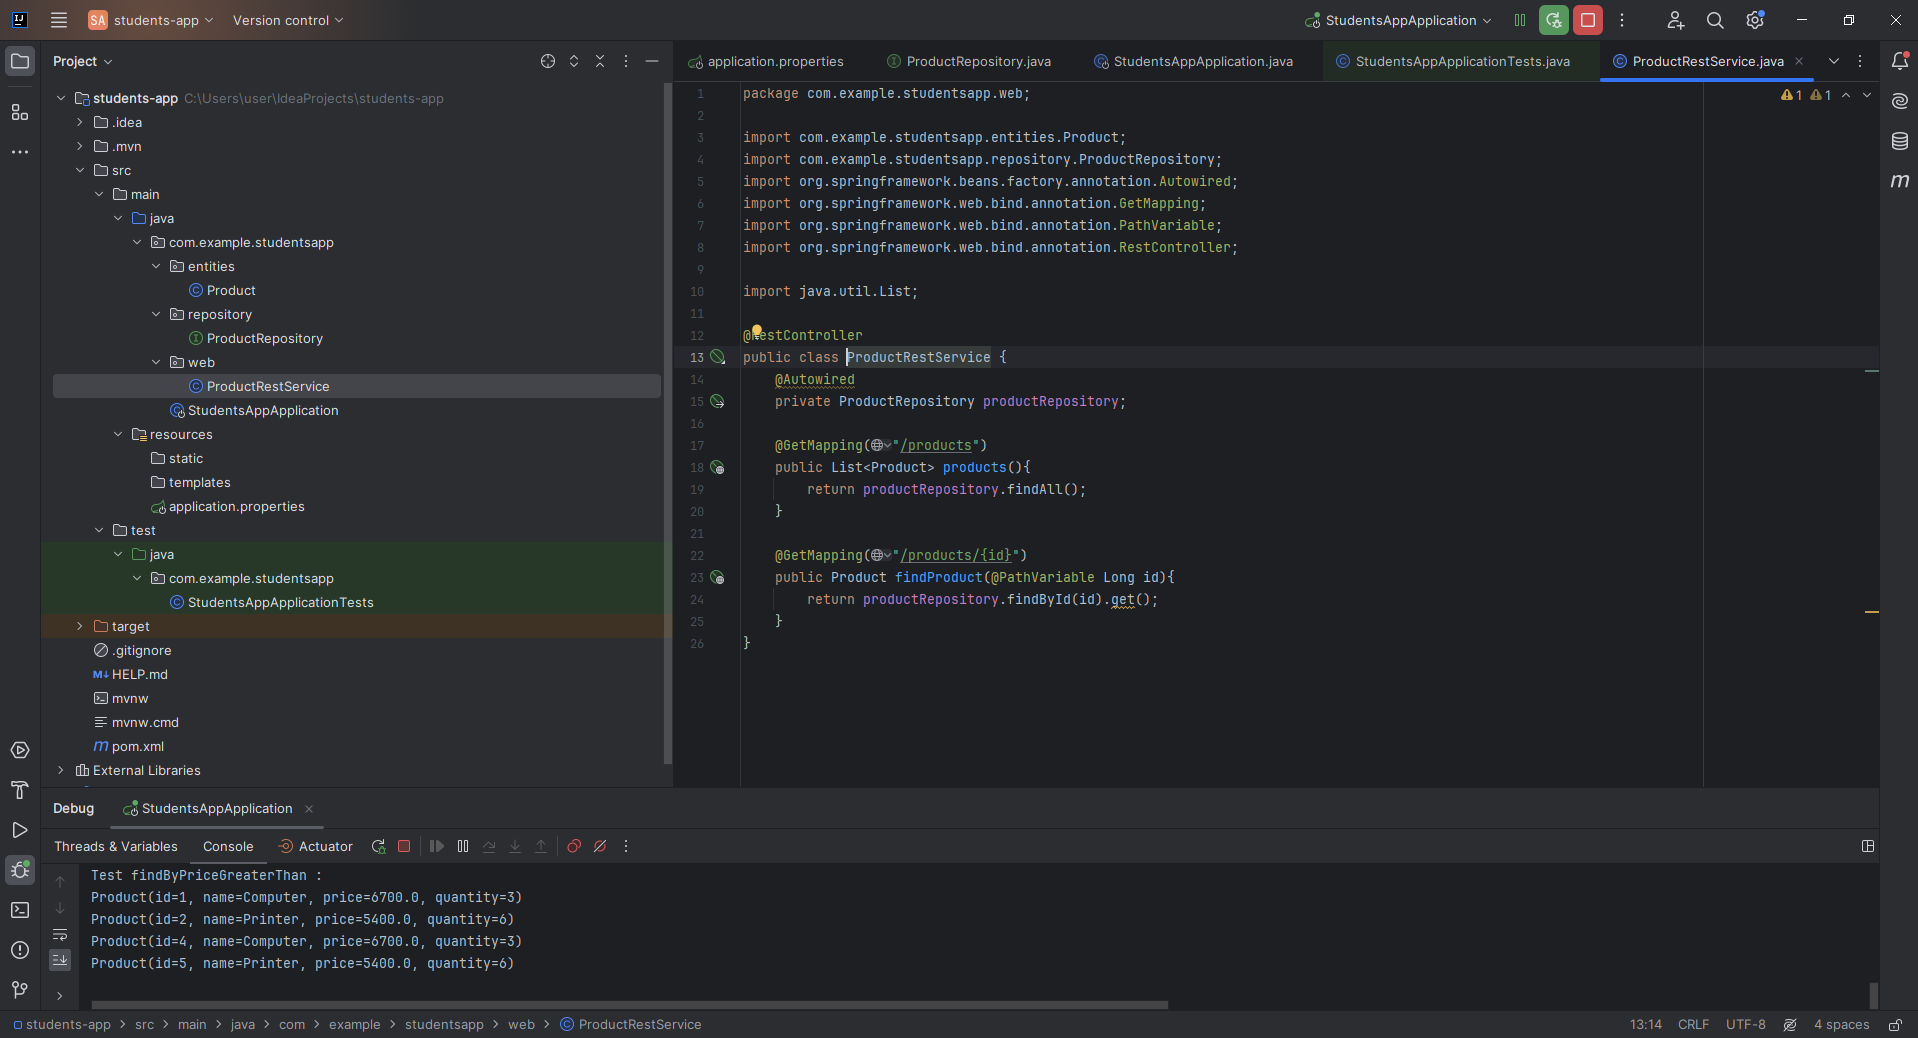 SA students-app Version control StudentsAppApplication
Project
application.properties ProductRepository.java StudentsAppApplication.java StudentsAppApplicationTests.java ProductRestService.java
students-app C:\Users\user\IdeaProjects\students-app
.idea
.mvn
src
main
java
com.example.studentsapp
entities
Product
repository
ProductRepository
web
ProductRestService
StudentsAppApplication
resources
static
templates
application.properties
test
java
com.example.studentsapp
StudentsAppApplicationTests
target
.gitignore
M↓ HELP.md
mvnw
mvnw.cmd
m pom.xml
External Libraries
1 package com.example.studentsapp.web;
2
3 import com.example.studentsapp.entities.Product;
4 import com.example.studentsapp.repository.ProductRepository;
5 import org.springframework.beans.factory.annotation.Autowired;
6 import org.springframework.web.bind.annotation.GetMapping;
7 import org.springframework.web.bind.annotation.PathVariable;
8 import org.springframework.web.bind.annotation.RestController;
9
10 import java.util.List;
11
12 @RestController
13 public class ProductRestService {
14 @Autowired
15 private ProductRepository productRepository;
16
17 @GetMapping("/products")
18 public List<Product> products(){
19 return productRepository.findAll();
20 }
21
22 @GetMapping("/products/{id}")
23 public Product findProduct(@PathVariable Long id){
24 return productRepository.findById(id).get();
25 }
26 }
1 1
m
Debug StudentsAppApplication
Threads & Variables Console Actuator
Test findByPriceGreaterThan :
Product(id=1, name=Computer, price=6700.0, quantity=3)
Product(id=2, name=Printer, price=5400.0, quantity=6)
Product(id=4, name=Computer, price=6700.0, quantity=3)
Product(id=5, name=Printer, price=5400.0, quantity=6)
students-app > src > main > java > com > example > studentsapp > web > ProductRestService 13:14 CRLF UTF-8 4 spaces